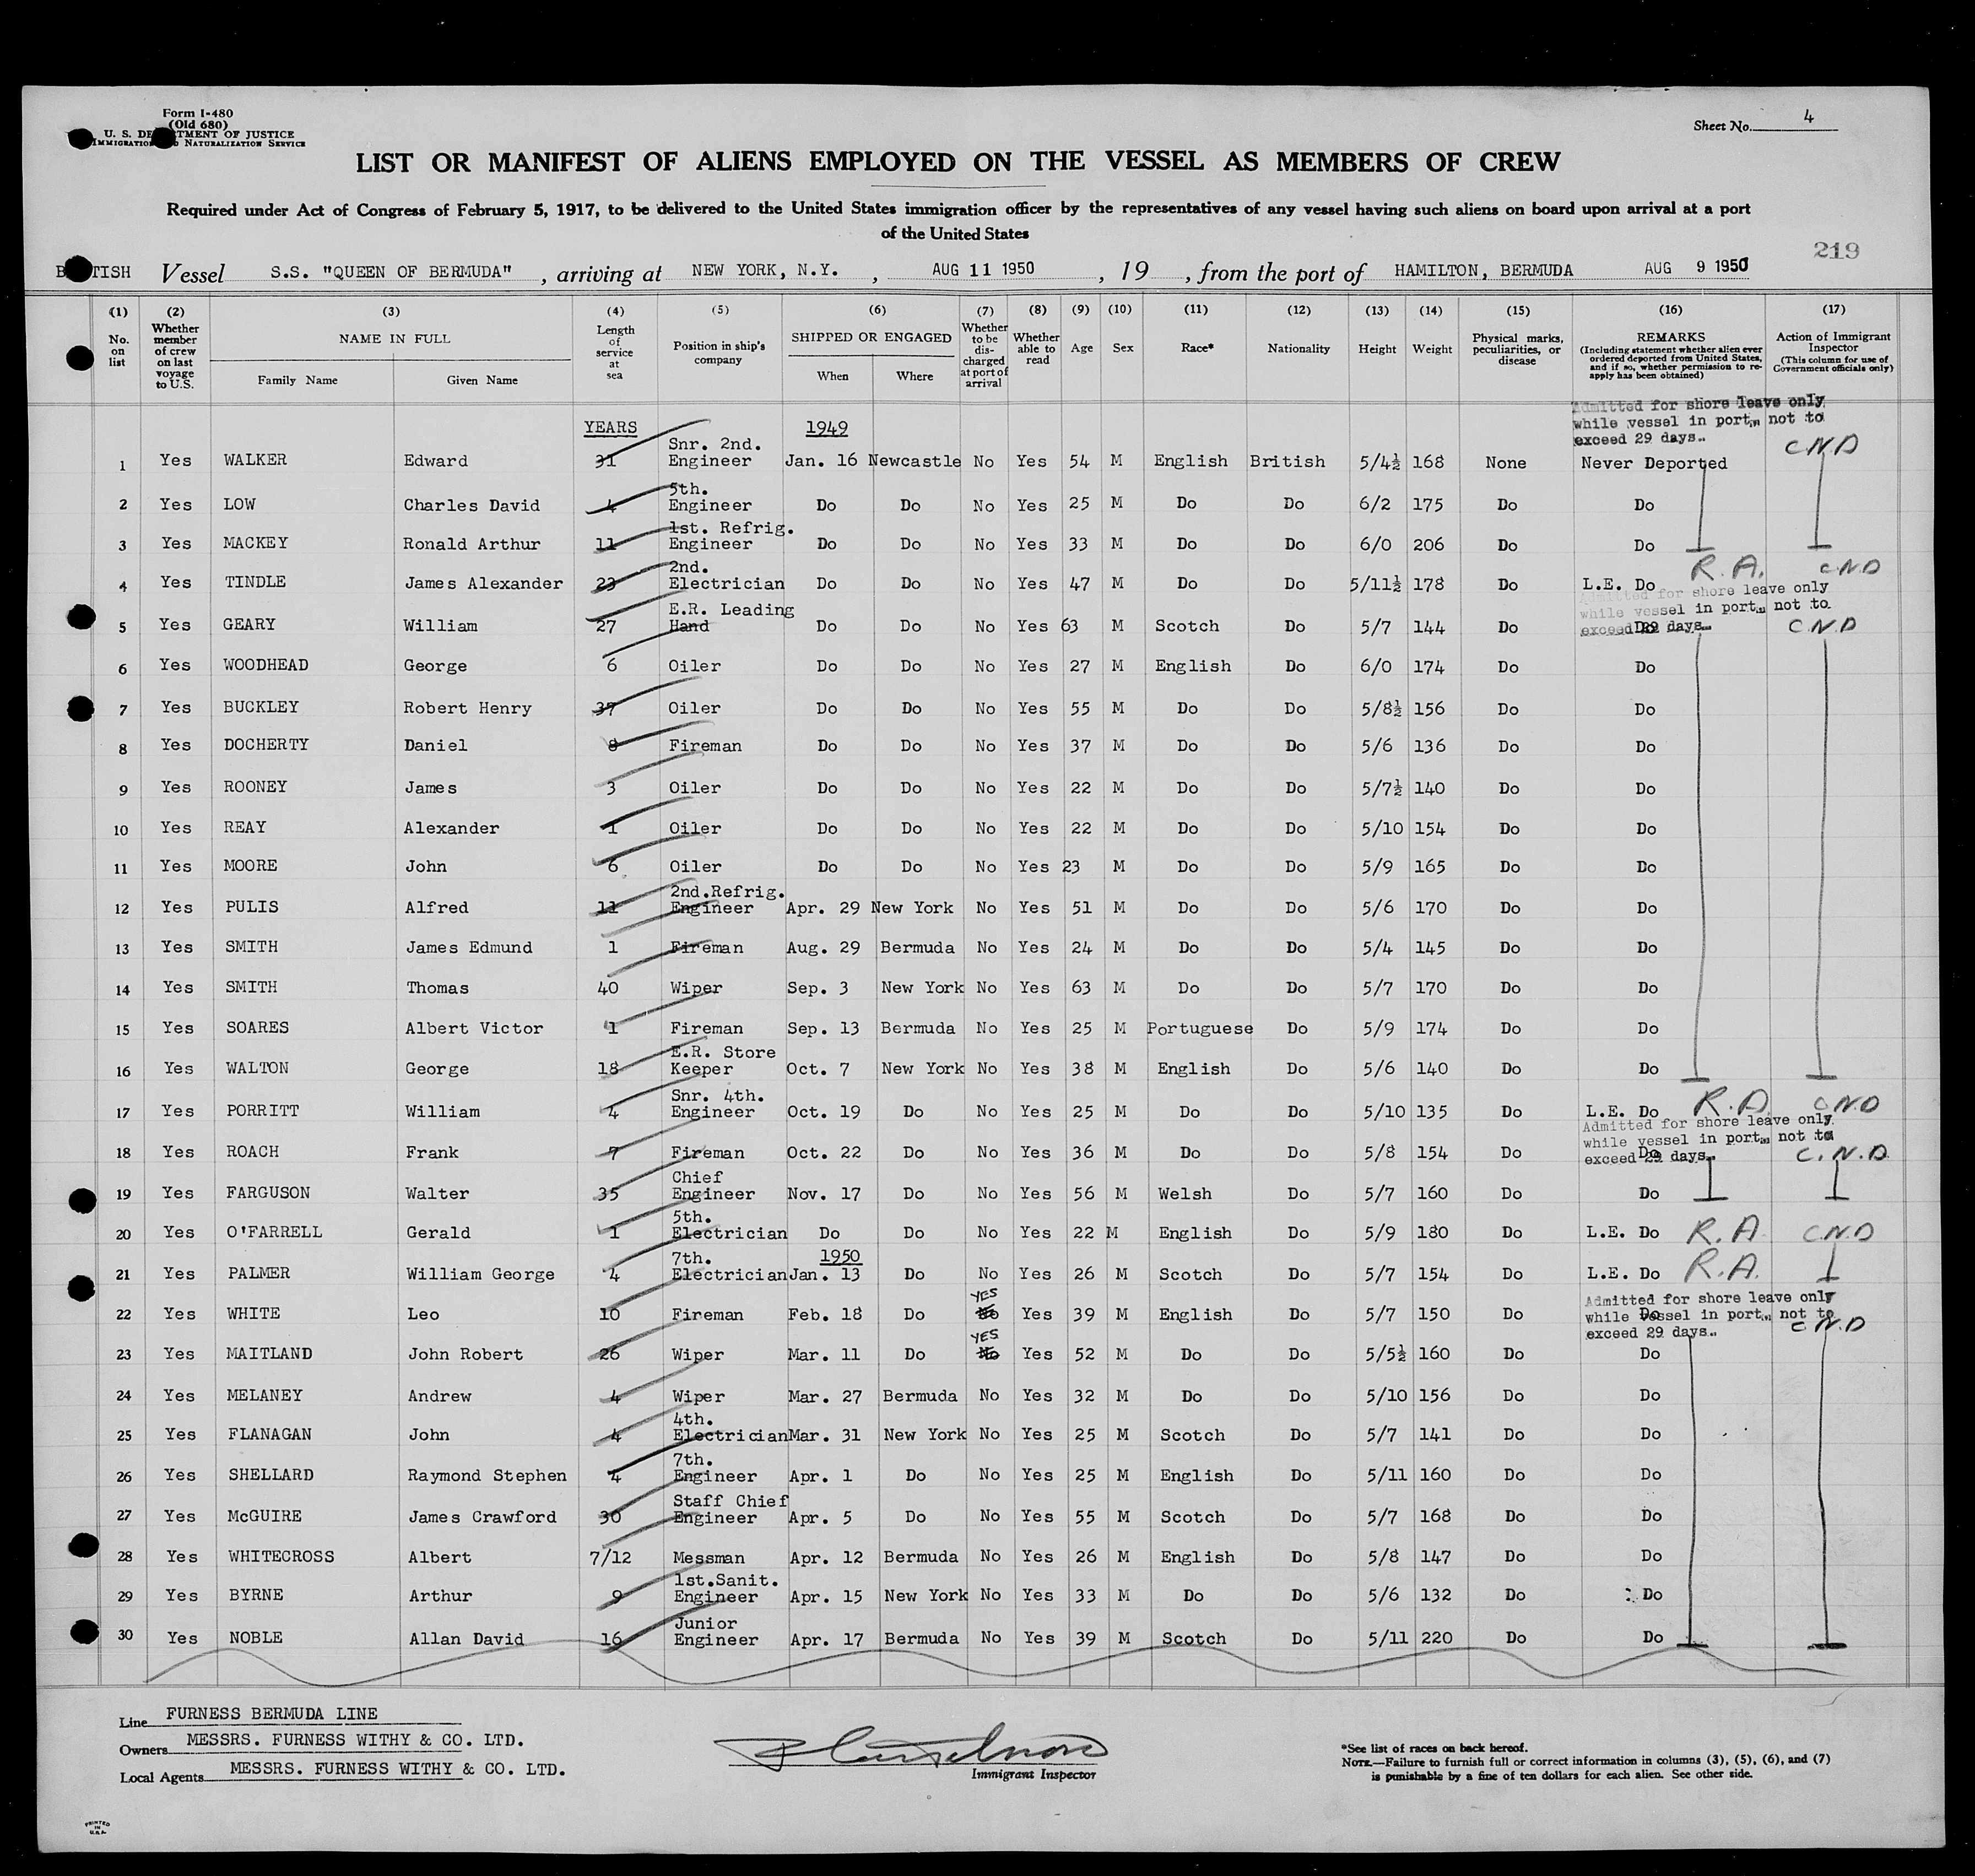 Form I-480
(Old 680)
U. S. DE TMENT OF JUSTICE
IMMIGRATION NATURALIZATION SERVICE
Sheet No. 4
LIST OR MANIFEST OF ALIENS EMPLOYED ON THE VESSEL AS MEMBERS OF CREW
Required under Act of Congress of February 5, 1917, to be delivered to the United States immigration officer by the representatives of any vessel having such aliens on board upon arrival at a port
of the United States
219
B TISH Vessel S.S. "QUEEN OF BERMUDA" , arriving at NEW YORK, N.Y. , AUG 11 1950 , 19 , from the port of HAMILTON, BERMUDA AUG 9 1950
(1) No. on list
(2) Whether member of crew on last voyage to U.S.
(3) NAME IN FULL Family Name Given Name
(4) Length of service at sea
(5) Position in ship's company
(6) SHIPPED OR ENGAGED When Where
(7) Whether to be discharged at port of arrival
(8) Whether able to read
(9) Age
(10) Sex
(11) Race*
(12) Nationality
(13) Height
(14) Weight
(15) Physical marks, peculiarities, or disease
(16) REMARKS (Including statement whether alien ever ordered deported from United States, and if so, whether permission to re-apply has been obtained)
(17) Action of Immigrant Inspector (This column for use of Government officials only)
YEARS 1949
Admitted for shore leave only
while vessel in port, not to
exceed 29 days.
1 Yes WALKER Edward 31 Snr. 2nd. Engineer Jan. 16 Newcastle No Yes 54 M English British 5/4½ 168 None Never Deported C.N.D
2 Yes LOW Charles David 4 5th. Engineer Do Do No Yes 25 M Do Do 6/2 175 Do Do
3 Yes MACKEY Ronald Arthur 11 1st. Refrig. Engineer Do Do No Yes 33 M Do Do 6/0 206 Do Do
4 Yes TINDLE James Alexander 23 2nd. Electrician Do Do No Yes 47 M Do Do 5/11½ 178 Do L.E. Do R.A. C.N.D
Admitted for shore leave only
while vessel in port, not to
exceed 29 days.
5 Yes GEARY William 27 E.R. Leading Hand Do Do No Yes 63 M Scotch Do 5/7 144 Do Do C.N.D
6 Yes WOODHEAD George 6 Oiler Do Do No Yes 27 M English Do 6/0 174 Do Do
7 Yes BUCKLEY Robert Henry 37 Oiler Do Do No Yes 55 M Do Do 5/8½ 156 Do Do
8 Yes DOCHERTY Daniel 8 Fireman Do Do No Yes 37 M Do Do 5/6 136 Do Do
9 Yes ROONEY James 3 Oiler Do Do No Yes 22 M Do Do 5/7½ 140 Do Do
10 Yes REAY Alexander 1 Oiler Do Do No Yes 22 M Do Do 5/10 154 Do Do
11 Yes MOORE John 6 Oiler Do Do No Yes 23 M Do Do 5/9 165 Do Do
12 Yes PULIS Alfred 11 2nd.Refrig. Engineer Apr. 29 New York No Yes 51 M Do Do 5/6 170 Do Do
13 Yes SMITH James Edmund 1 Fireman Aug. 29 Bermuda No Yes 24 M Do Do 5/4 145 Do Do
14 Yes SMITH Thomas 40 Wiper Sep. 3 New York No Yes 63 M Do Do 5/7 170 Do Do
15 Yes SOARES Albert Victor 1 Fireman Sep. 13 Bermuda No Yes 25 M Portuguese Do 5/9 174 Do Do
16 Yes WALTON George 18 E.R. Store Keeper Oct. 7 New York No Yes 38 M English Do 5/6 140 Do Do
17 Yes PORRITT William 4 Snr. 4th. Engineer Oct. 19 Do No Yes 25 M Do Do 5/10 135 Do L.E. Do R.A. C.N.D
Admitted for shore leave only
while vessel in port, not to
exceed 29 days.
18 Yes ROACH Frank 7 Fireman Oct. 22 Do No Yes 36 M Do Do 5/8 154 Do Do C.N.D.
19 Yes FARGUSON Walter 35 Chief Engineer Nov. 17 Do No Yes 56 M Welsh Do 5/7 160 Do Do
20 Yes O'FARRELL Gerald 1 5th. Electrician Do Do No Yes 22 M English Do 5/9 180 Do L.E. Do R.A. C.N.D
1950
21 Yes PALMER William George 4 7th. Electrician Jan. 13 Do No Yes 26 M Scotch Do 5/7 154 Do L.E. Do R.A.
Admitted for shore leave only
while vessel in port, not to
exceed 29 days.
22 Yes WHITE Leo 10 Fireman Feb. 18 Do YES No Yes 39 M English Do 5/7 150 Do Do C.N.D
23 Yes MAITLAND John Robert 26 Wiper Mar. 11 Do YES No Yes 52 M Do Do 5/5½ 160 Do Do
24 Yes MELANEY Andrew 4 Wiper Mar. 27 Bermuda No Yes 32 M Do Do 5/10 156 Do Do
25 Yes FLANAGAN John 4 4th. Electrician Mar. 31 New York No Yes 25 M Scotch Do 5/7 141 Do Do
26 Yes SHELLARD Raymond Stephen 4 7th. Engineer Apr. 1 Do No Yes 25 M English Do 5/11 160 Do Do
27 Yes McGUIRE James Crawford 30 Staff Chief Engineer Apr. 5 Do No Yes 55 M Scotch Do 5/7 168 Do Do
28 Yes WHITECROSS Albert 7/12 Messman Apr. 12 Bermuda No Yes 26 M English Do 5/8 147 Do Do
29 Yes BYRNE Arthur 9 1st.Sanit. Engineer Apr. 15 New York No Yes 33 M Do Do 5/6 132 Do Do
30 Yes NOBLE Allan David 16 Junior Engineer Apr. 17 Bermuda No Yes 39 M Scotch Do 5/11 220 Do Do
Line FURNESS BERMUDA LINE
Owners MESSRS. FURNESS WITHY & CO. LTD.
Local Agents MESSRS. FURNESS WITHY & CO. LTD.
Immigrant Inspector
*See list of races on back hereof.
NOTE.—Failure to furnish full or correct information in columns (3), (5), (6), and (7)
is punishable by a fine of ten dollars for each alien. See other side.
PRINTED
IN
U.S.A.